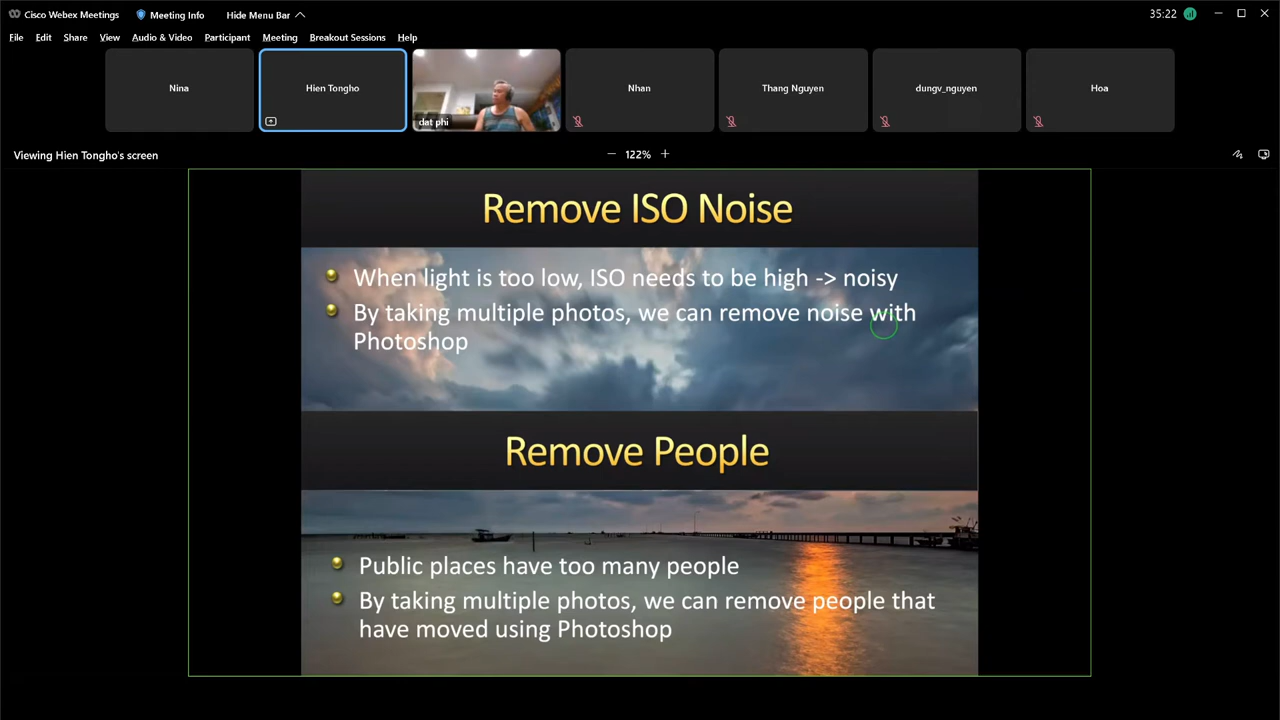 Cisco Webex Meetings
Meeting Info
Hide Menu Bar
35:22
File Edit Share View Audio & Video Participant Meeting Breakout Sessions Help
Nina
Hien Tongho
dat phi
Nhan
Thang Nguyen
dungv_nguyen
Hoa
Viewing Hien Tongho's screen
122%
Remove ISO Noise
When light is too low, ISO needs to be high -> noisy
By taking multiple photos, we can remove noise with
Photoshop
Remove People
Public places have too many people
By taking multiple photos, we can remove people that
have moved using Photoshop